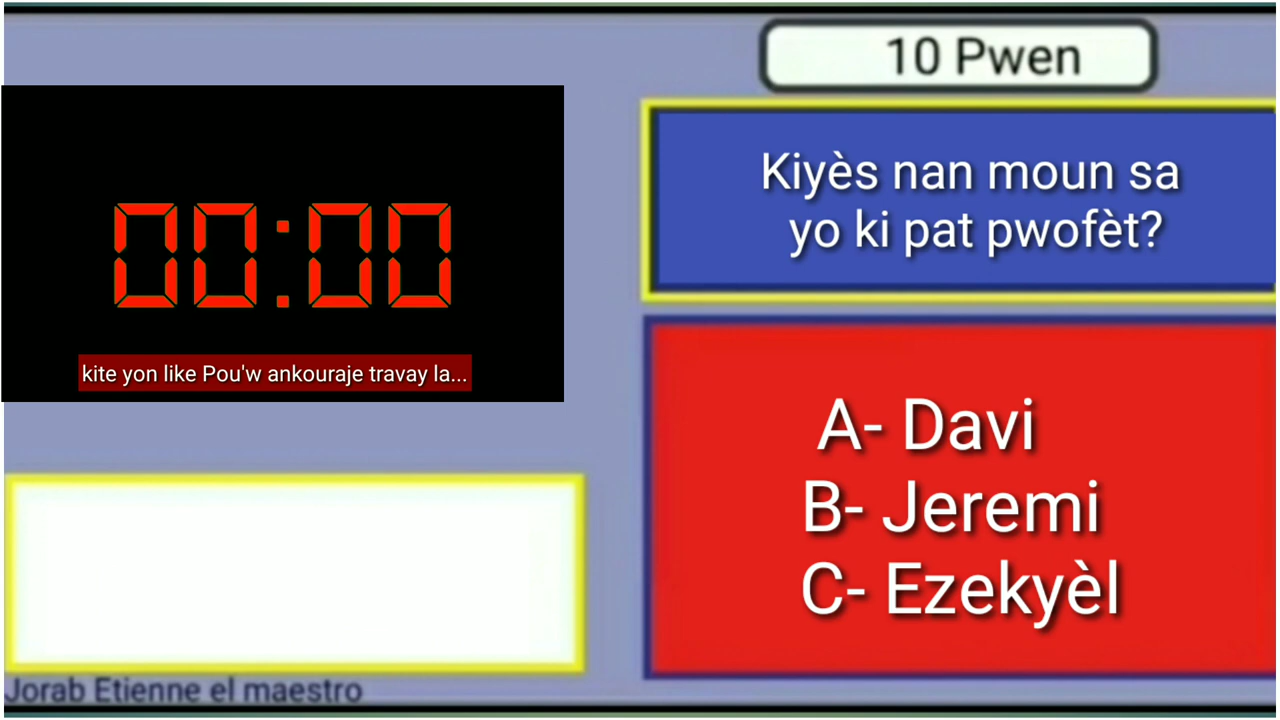 10 Pwen
Kiyès nan moun sa
yo ki pat pwofèt?
00:00
kite yon like Pou'w ankouraje travay la...
A- Davi
B- Jeremi
C- Ezekyèl
Jorab Etienne el maestro